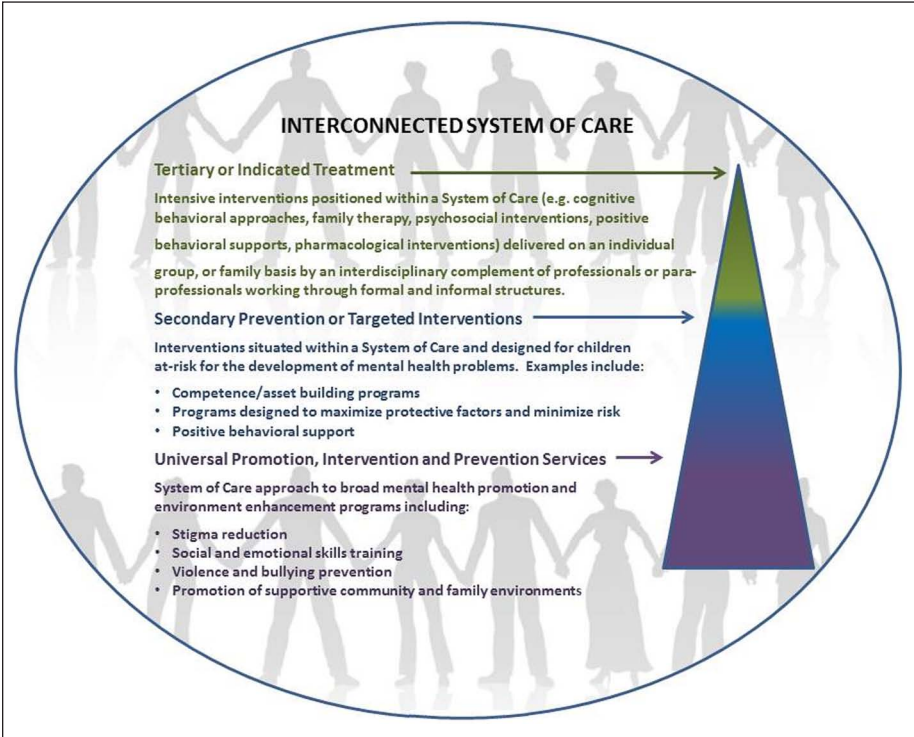 INTERCONNECTED SYSTEM OF CARE
Tertiary or Indicated Treatment
Intensive interventions positioned within a System of Care (e.g. cognitive
behavioral approaches, family therapy, psychosocial interventions, positive
behavioral supports, pharmacological interventions) delivered on an individual
group, or family basis by an interdisciplinary complement of professionals or para-
professionals working through formal and informal structures.
Secondary Prevention or Targeted Interventions
Interventions situated within a System of Care and designed for children
at-risk for the development of mental health problems. Examples include:
• Competence/asset building programs
• Programs designed to maximize protective factors and minimize risk
• Positive behavioral support
Universal Promotion, Intervention and Prevention Services
System of Care approach to broad mental health promotion and
environment enhancement programs including:
• Stigma reduction
• Social and emotional skills training
• Violence and bullying prevention
• Promotion of supportive community and family environments